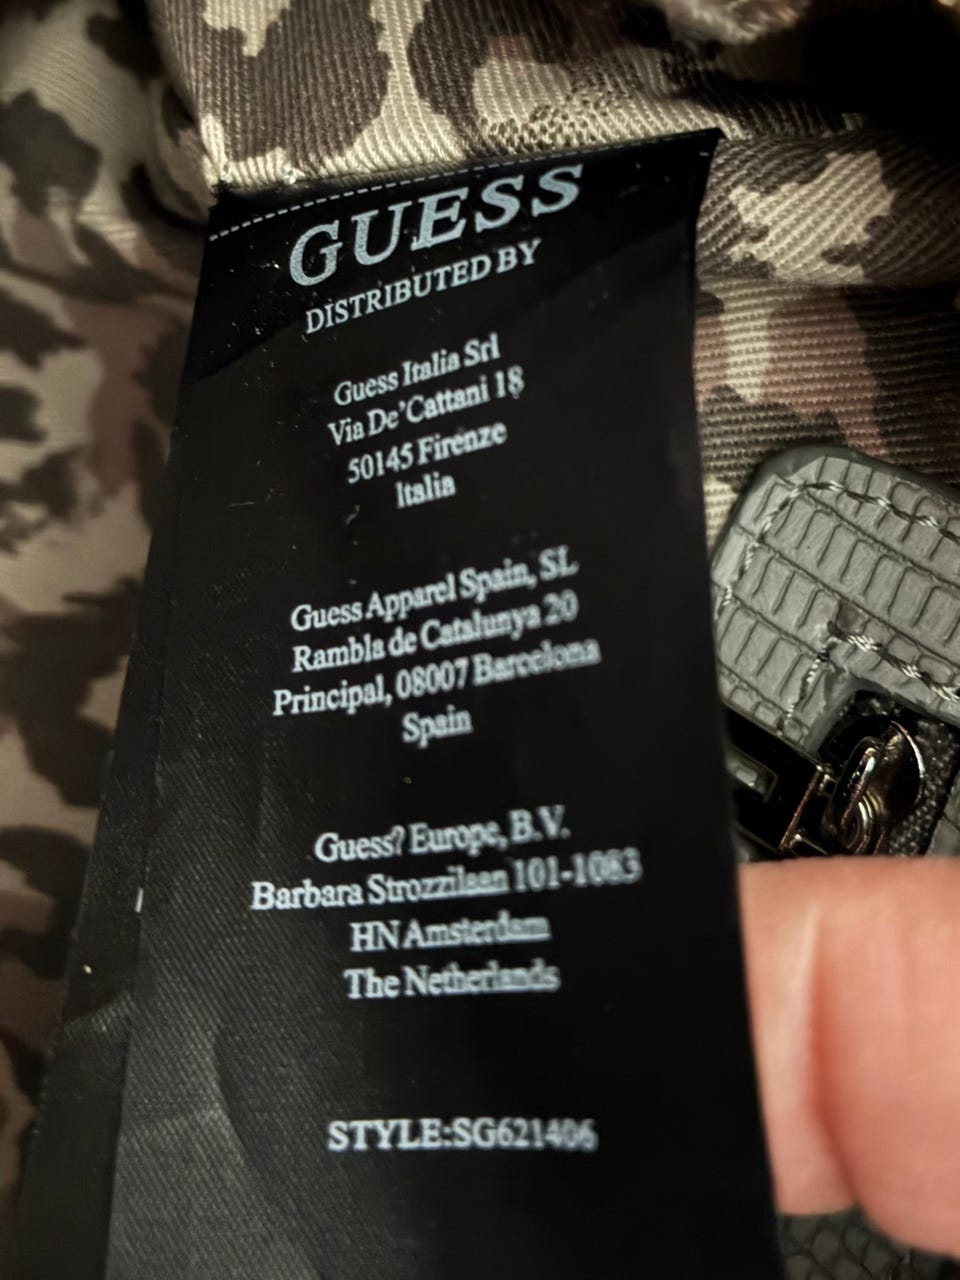 GUESS
DISTRIBUTED BY
Guess Italia Srl
Via De'Cattani 18
50145 Firenze
Italia
Guess Apparel Spain, SL
Rambla de Catalunya 20
Principal, 08007 Barcelona
Spain
Guess? Europe, B.V.
Barbara Strozzilaan 101-1083
HN Amsterdam
The Netherlands
STYLE:SG621406